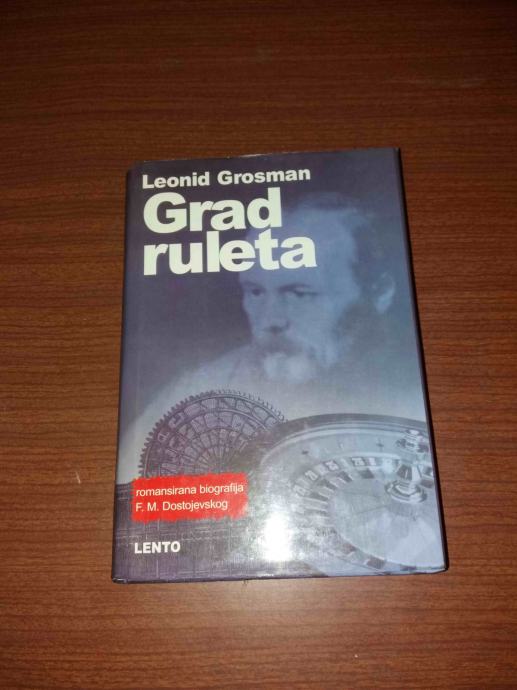 Leonid Grosman
Grad
ruleta
romansirana biografija
F. M. Dostojevskog
LENTO